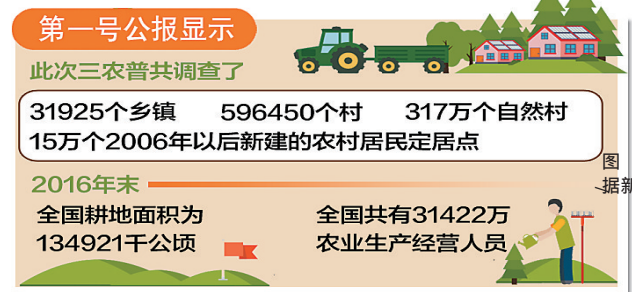 第一号公报显示
此次三农普共调查了
31925个乡镇 596450个村 317万个自然村
15万个2006年以后新建的农村居民定居点
图
据新
2016年末
全国耕地面积为
134921千公顷
全国共有31422万
农业生产经营人员